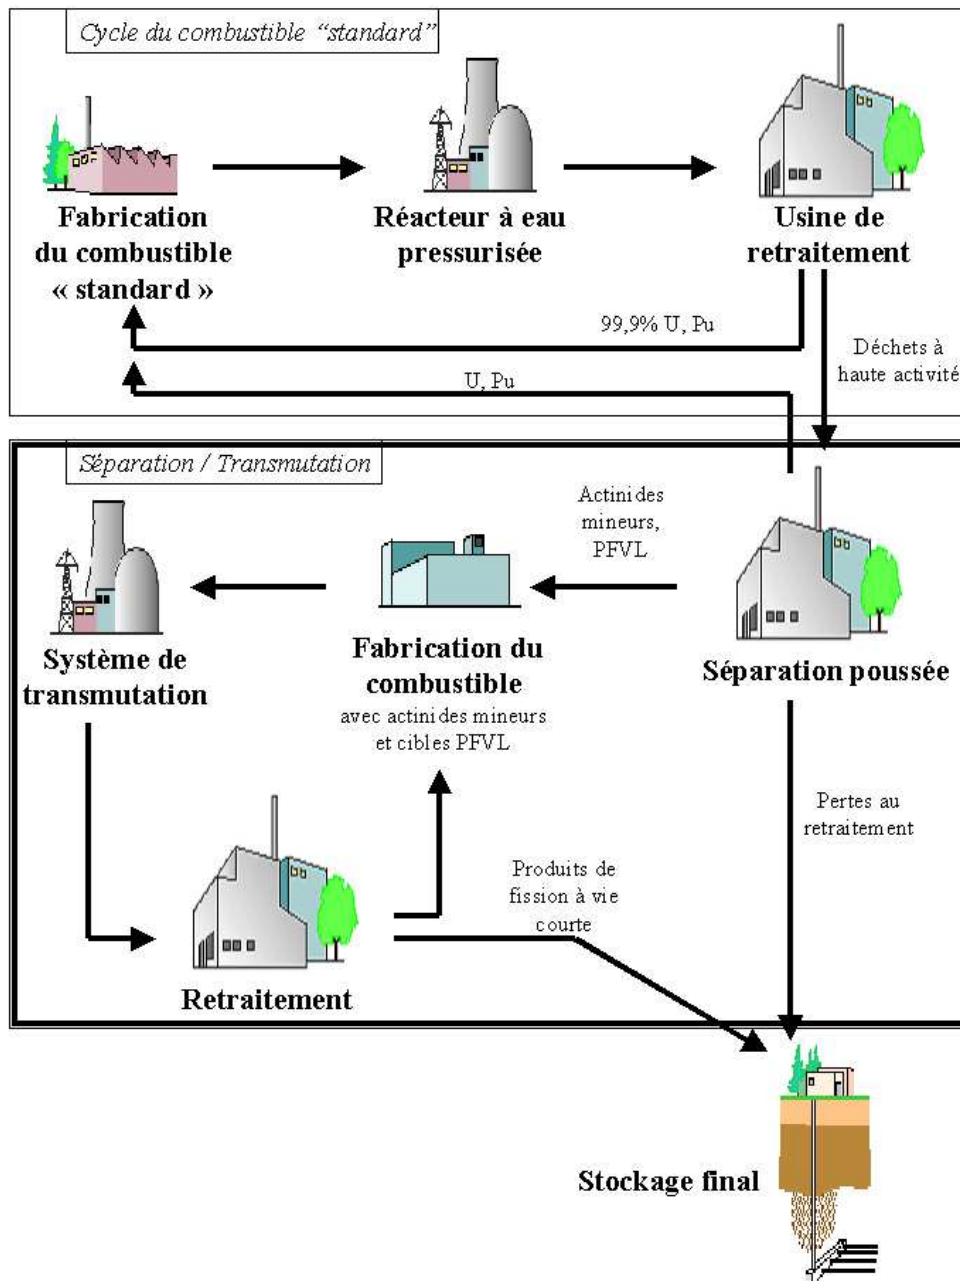 Cycle du combustible “standard”
Fabrication
du combustible
« standard »
Réacteur à eau
pressurisée
Usine de
retraitement
99,9% U, Pu
Déchets à
haute activité
U, Pu
Séparation / Transmutation
Actinides
mineurs,
PFVL
Système de
transmutation
Fabrication du
combustible
avec actinides mineurs
et cibles PFVL
Séparation poussée
Pertes au
retraitement
Produits de
fission à vie
courte
Retraitement
Stockage final